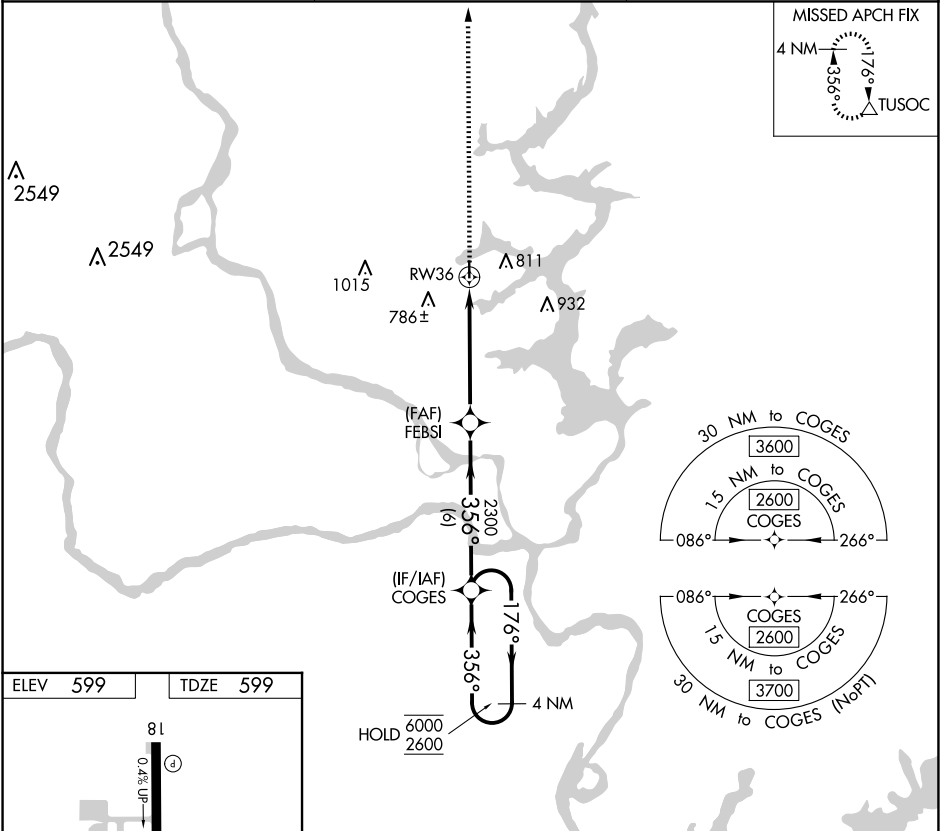 MISSED APCH FIX
4 NM
356°
176°
TUSOC
2549
2549
1015
RW36
811
786±
932
(FAF)
FEBSI
2300
356°
(6)
(IF/IAF)
COGES
176°
356°
4 NM
HOLD 6000
2600
30 NM to COGES
3600
15 NM to COGES
2600
COGES
086° 266°
086° 266°
COGES
2600
15 NM to COGES
3700
30 NM to COGES (NoPT)
ELEV 599 TDZE 599
18
P
0.4% UP